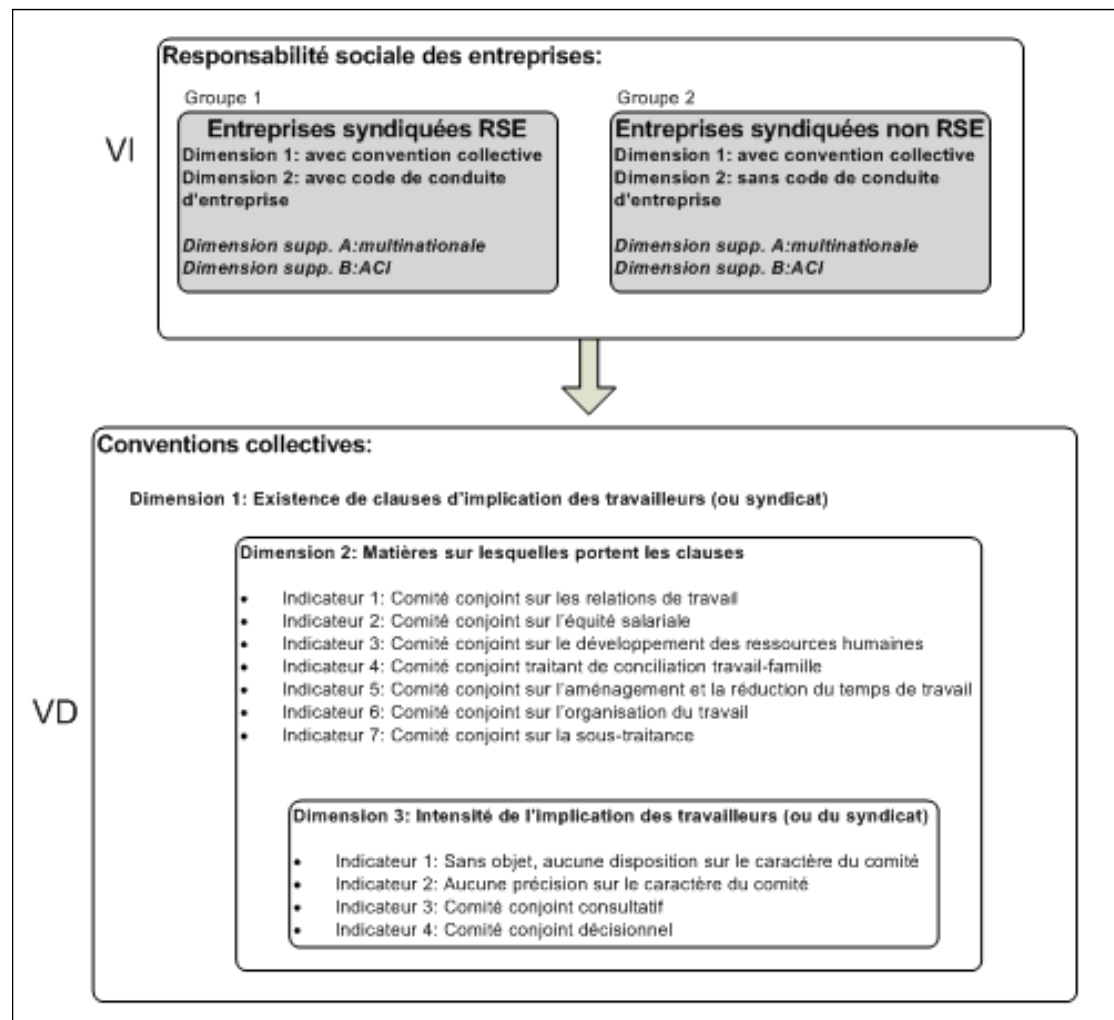 Responsabilité sociale des entreprises:
Groupe 1
Entreprises syndiquées RSE
Dimension 1: avec convention collective
Dimension 2: avec code de conduite
d'entreprise
Dimension supp. A:multinationale
Dimension supp. B:ACI
Groupe 2
Entreprises syndiquées non RSE
Dimension 1: avec convention collective
Dimension 2: sans code de conduite
d'entreprise
Dimension supp. A:multinationale
Dimension supp. B:ACI
VI
Conventions collectives:
Dimension 1: Existence de clauses d'implication des travailleurs (ou syndicat)
Dimension 2: Matières sur lesquelles portent les clauses
• Indicateur 1: Comité conjoint sur les relations de travail
• Indicateur 2: Comité conjoint sur l'équité salariale
• Indicateur 3: Comité conjoint sur le développement des ressources humaines
• Indicateur 4: Comité conjoint traitant de conciliation travail-famille
• Indicateur 5: Comité conjoint sur l'aménagement et la réduction du temps de travail
• Indicateur 6: Comité conjoint sur l'organisation du travail
• Indicateur 7: Comité conjoint sur la sous-traitance
VD
Dimension 3: Intensité de l'implication des travailleurs (ou du syndicat)
• Indicateur 1: Sans objet, aucune disposition sur le caractère du comité
• Indicateur 2: Aucune précision sur le caractère du comité
• Indicateur 3: Comité conjoint consultatif
• Indicateur 4: Comité conjoint décisionnel